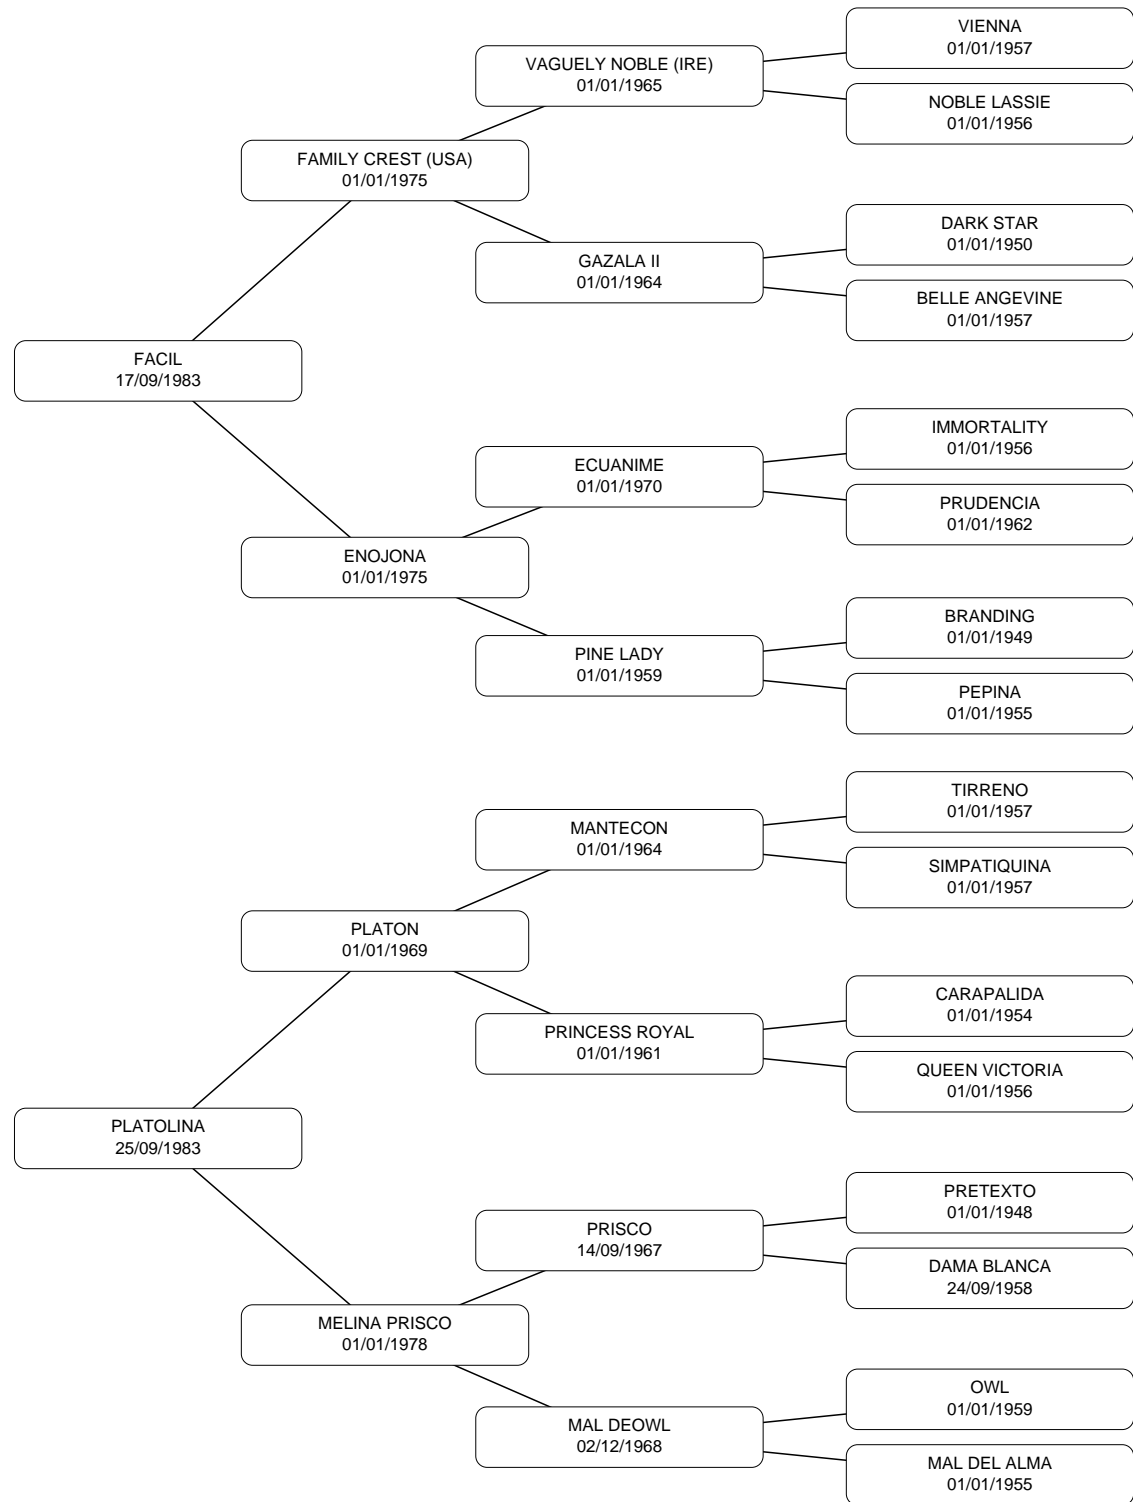 VIENNA
01/01/1957
VAGUELY NOBLE (IRE)
01/01/1965
NOBLE LASSIE
01/01/1956
FAMILY CREST (USA)
01/01/1975
DARK STAR
01/01/1950
GAZALA II
01/01/1964
BELLE ANGEVINE
01/01/1957
FACIL
17/09/1983
IMMORTALITY
01/01/1956
ECUANIME
01/01/1970
PRUDENCIA
01/01/1962
ENOJONA
01/01/1975
BRANDING
01/01/1949
PINE LADY
01/01/1959
PEPINA
01/01/1955
TIRRENO
01/01/1957
MANTECON
01/01/1964
SIMPATIQUINA
01/01/1957
PLATON
01/01/1969
CARAPALIDA
01/01/1954
PRINCESS ROYAL
01/01/1961
QUEEN VICTORIA
01/01/1956
PLATOLINA
25/09/1983
PRETEXTO
01/01/1948
PRISCO
14/09/1967
DAMA BLANCA
24/09/1958
MELINA PRISCO
01/01/1978
OWL
01/01/1959
MAL DEOWL
02/12/1968
MAL DEL ALMA
01/01/1955